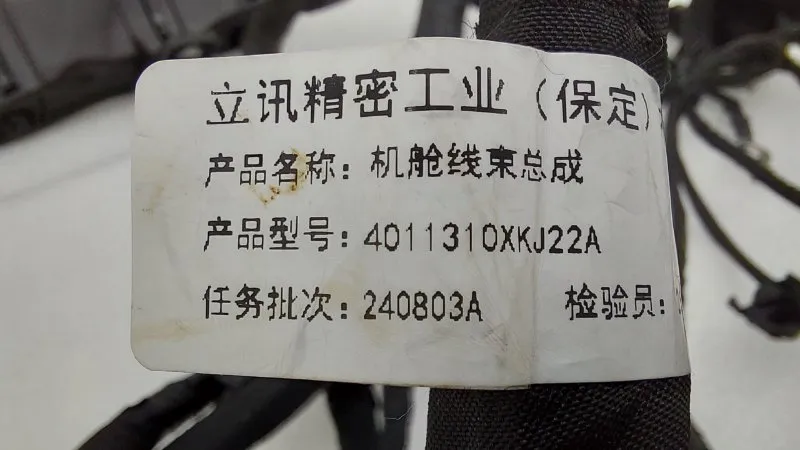 立讯精密工业（保定）
产品名称：机舱线束总成
产品型号：4011310XKJ22A
任务批次：240803A 检验员：